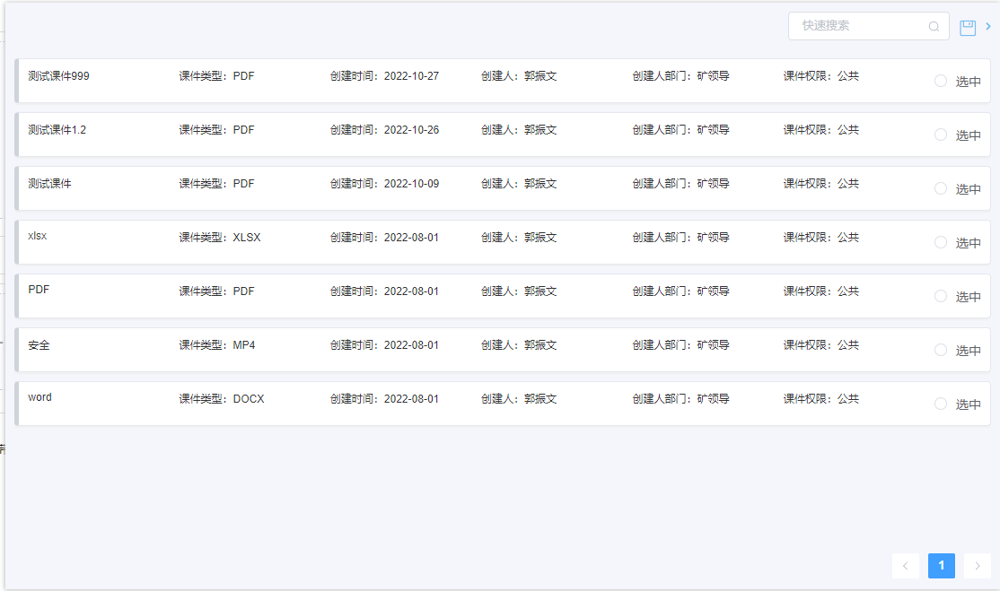 快速搜索
测试课件999 课件类型：PDF 创建时间：2022-10-27 创建人：郭振文 创建人部门：矿领导 课件权限：公共 选中
测试课件1.2 课件类型：PDF 创建时间：2022-10-26 创建人：郭振文 创建人部门：矿领导 课件权限：公共 选中
测试课件 课件类型：PDF 创建时间：2022-10-09 创建人：郭振文 创建人部门：矿领导 课件权限：公共 选中
xlsx 课件类型：XLSX 创建时间：2022-08-01 创建人：郭振文 创建人部门：矿领导 课件权限：公共 选中
PDF 课件类型：PDF 创建时间：2022-08-01 创建人：郭振文 创建人部门：矿领导 课件权限：公共 选中
安全 课件类型：MP4 创建时间：2022-08-01 创建人：郭振文 创建人部门：矿领导 课件权限：公共 选中
word 课件类型：DOCX 创建时间：2022-08-01 创建人：郭振文 创建人部门：矿领导 课件权限：公共 选中
1